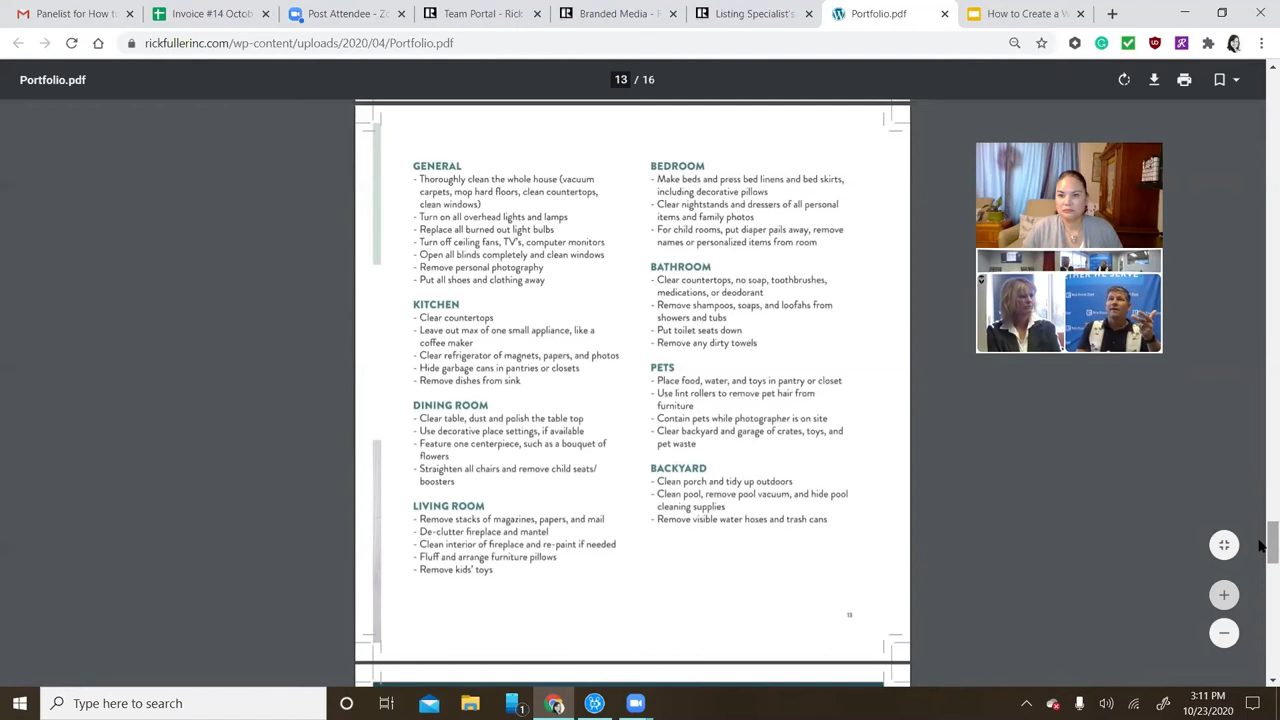 Panelist for How to
Invoice #14 Octob
Post Attendee - Zo
Team Portal - Rick
Branded Media - R
Listing Specialist's
Portfolio.pdf
How to Create a W
rickfullerinc.com/wp-content/uploads/2020/04/Portfolio.pdf
Portfolio.pdf
13 / 16
GENERAL
- Thoroughly clean the whole house (vacuum
carpets, mop hard floors, clean countertops,
clean windows)
- Turn on all overhead lights and lamps
- Replace all burned out light bulbs
- Turn off ceiling fans, TV's, computer monitors
- Open all blinds completely and clean windows
- Remove personal photography
- Put all shoes and clothing away
KITCHEN
- Clear countertops
- Leave out max of one small appliance, like a
coffee maker
- Clear refrigerator of magnets, papers, and photos
- Hide garbage cans in pantries or closets
- Remove dishes from sink
DINING ROOM
- Clear table, dust and polish the table top
- Use decorative place settings, if available
- Feature one centerpiece, such as a bouquet of
flowers
- Straighten all chairs and remove child seats/
boosters
LIVING ROOM
- Remove stacks of magazines, papers, and mail
- De-clutter fireplace and mantel
- Clean interior of fireplace and re-paint if needed
- Fluff and arrange furniture pillows
- Remove kids' toys
BEDROOM
- Make beds and press bed linens and bed skirts,
including decorative pillows
- Clear nightstands and dressers of all personal
items and family photos
- For child rooms, put diaper pails away, remove
names or personalized items from room
BATHROOM
- Clear countertops, no soap, toothbrushes,
medications, or deodorant
- Remove shampoos, soaps, and loofahs from
showers and tubs
- Put toilet seats down
- Remove any dirty towels
PETS
- Place food, water, and toys in pantry or closet
- Use lint rollers to remove pet hair from
furniture
- Contain pets while photographer is on site
- Clear backyard and garage of crates, toys, and
pet waste
BACKYARD
- Clean porch and tidy up outdoors
- Clean pool, remove pool vacuum, and hide pool
cleaning supplies
- Remove visible water hoses and trash cans
13
WE SERVE
Type here to search
1
3:11 PM
10/23/2020